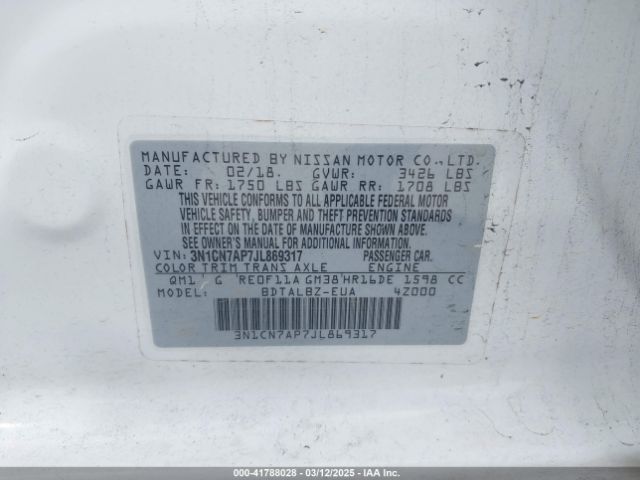 MANUFACTURED BY NISSAN MOTOR CO.,LTD.
DATE: 02/18. GVWR: 3426 LBS
GAWR FR: 1750 LBS GAWR RR: 1708 LBS
THIS VEHICLE CONFORMS TO ALL APPLICABLE FEDERAL MOTOR
VEHICLE SAFETY, BUMPER AND THEFT PREVENTION STANDARDS
IN EFFECT ON THE DATE OF MANUFACTURE SHOWN ABOVE.
SEE OWNER'S MANUAL FOR ADDITIONAL INFORMATION.
VIN: 3N1CN7AP7JL869317 PASSENGER CAR.
COLOR TRIM TRANS AXLE ENGINE
QM1 G RE0F11A GM38 HR16DE 1598 CC
MODEL: BDTALBZ-EUA 4Z000
3N1CN7AP7JL869317
000-41788028 - 03/12/2025 - IAA Inc.